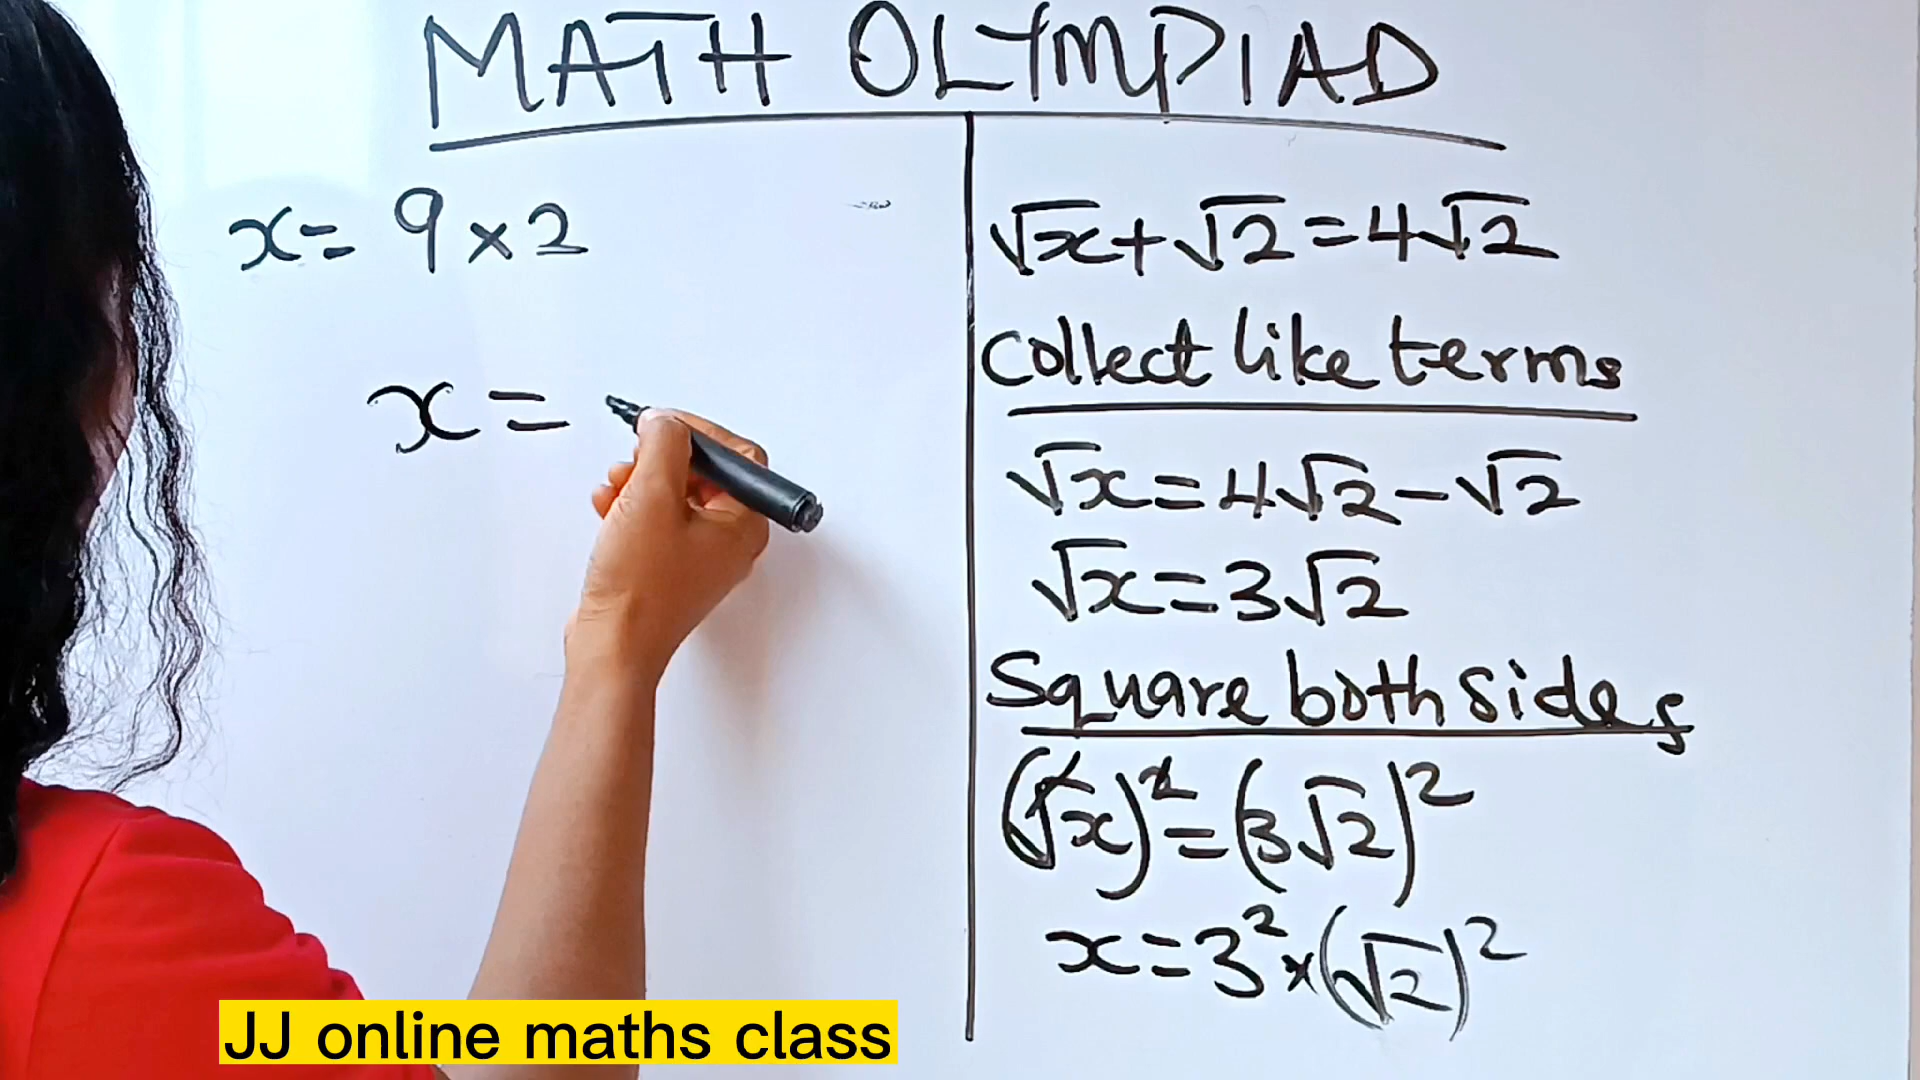 MATH OLYMPIAD
x = 9 × 2
x =
√x + √2 = 4√2
Collect like terms
√x = 4√2 - √2
√x = 3√2
Square both sides
(√x)² = (3√2)²
x = 3² × (√2)²
JJ online maths class